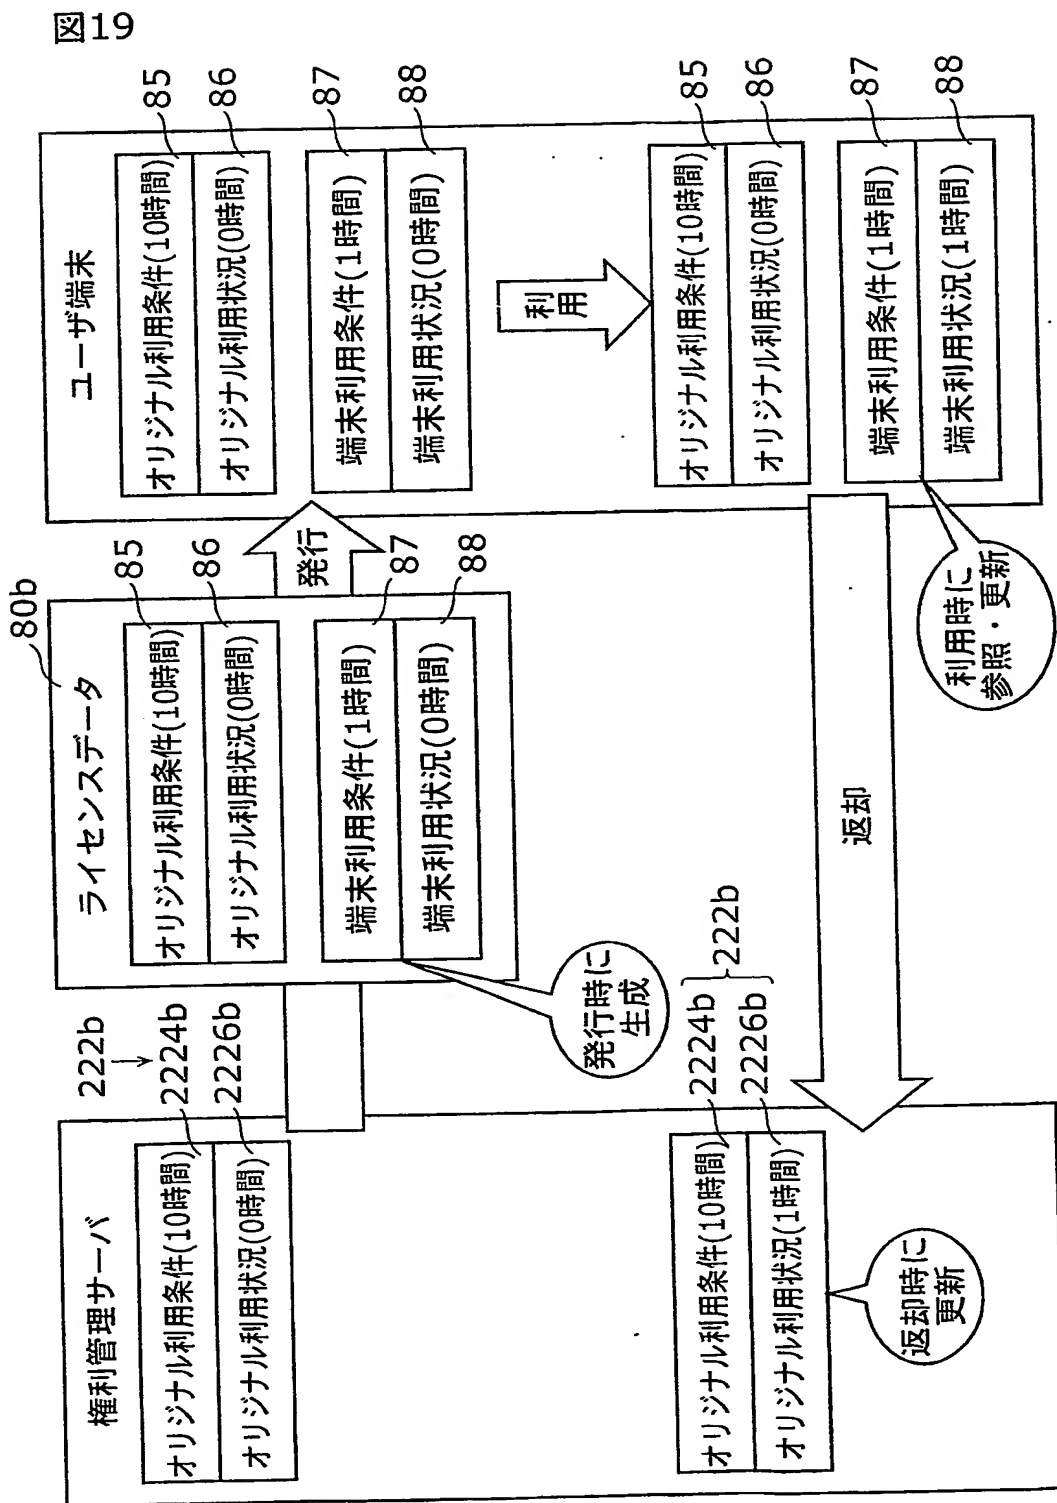 図19
権利管理サーバ
222b
2224b
2226b
オリジナル利用条件(10時間)
オリジナル利用状況(0時間)
ライセンスデータ
80b
オリジナル利用条件(10時間)
85
オリジナル利用状況(0時間)
86
端末利用条件(1時間)
87
端末利用状況(0時間)
88
発行時に
生成
発行
ユーザ端末
オリジナル利用条件(10時間)
85
オリジナル利用状況(0時間)
86
端末利用条件(1時間)
87
端末利用状況(0時間)
88
利
用
オリジナル利用条件(10時間)
85
オリジナル利用状況(0時間)
86
端末利用条件(1時間)
87
端末利用状況(1時間)
88
利用時に
参照・更新
返却
2224b
2226b
222b
オリジナル利用条件(10時間)
オリジナル利用状況(1時間)
返却時に
更新